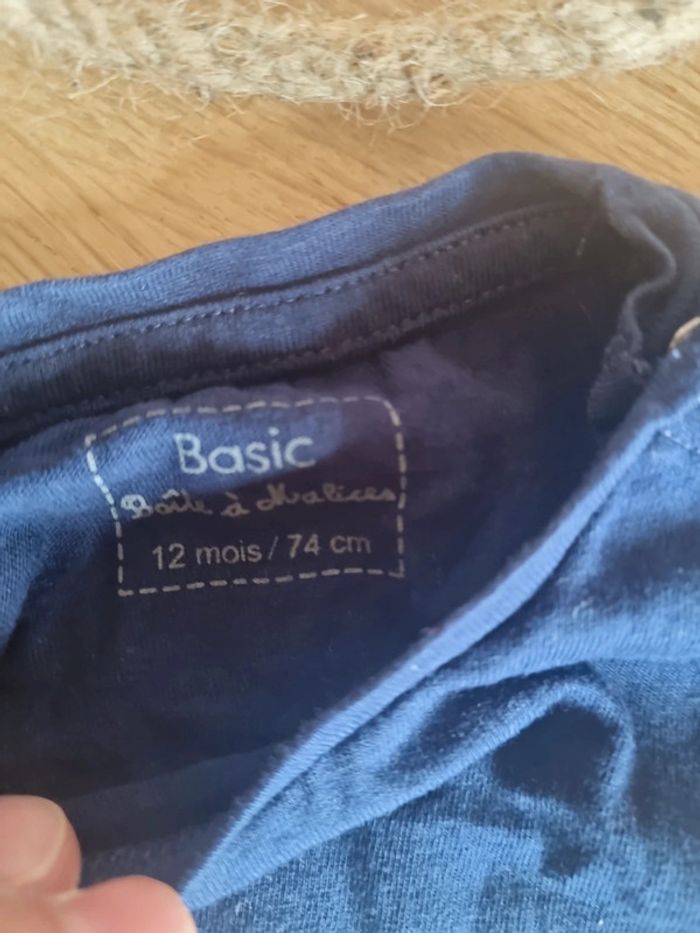 Basic
Boîte à Malices
12 mois / 74 cm